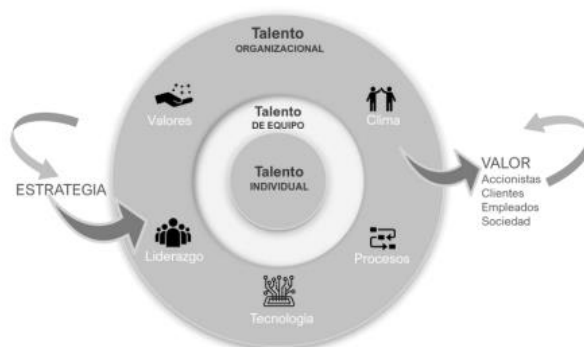 Talento
ORGANIZACIONAL
Valores
Clima
Talento
DE EQUIPO
Talento
INDIVIDUAL
ESTRATEGIA
VALOR
Accionistas
Clientes
Empleados
Sociedad
Liderazgo
Procesos
Tecnología